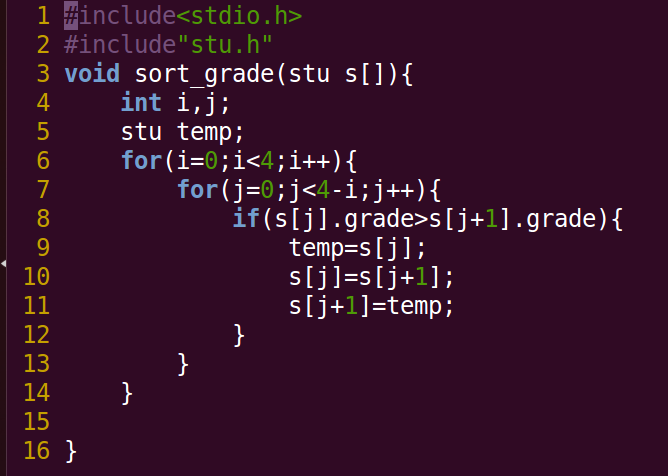 1 #include<stdio.h>
2 #include"stu.h"
3 void sort_grade(stu s[]){
4     int i,j;
5     stu temp;
6     for(i=0;i<4;i++){
7         for(j=0;j<4-i;j++){
8             if(s[j].grade>s[j+1].grade){
9                 temp=s[j];
10                 s[j]=s[j+1];
11                 s[j+1]=temp;
12             }
13         }
14     }
15
16 }